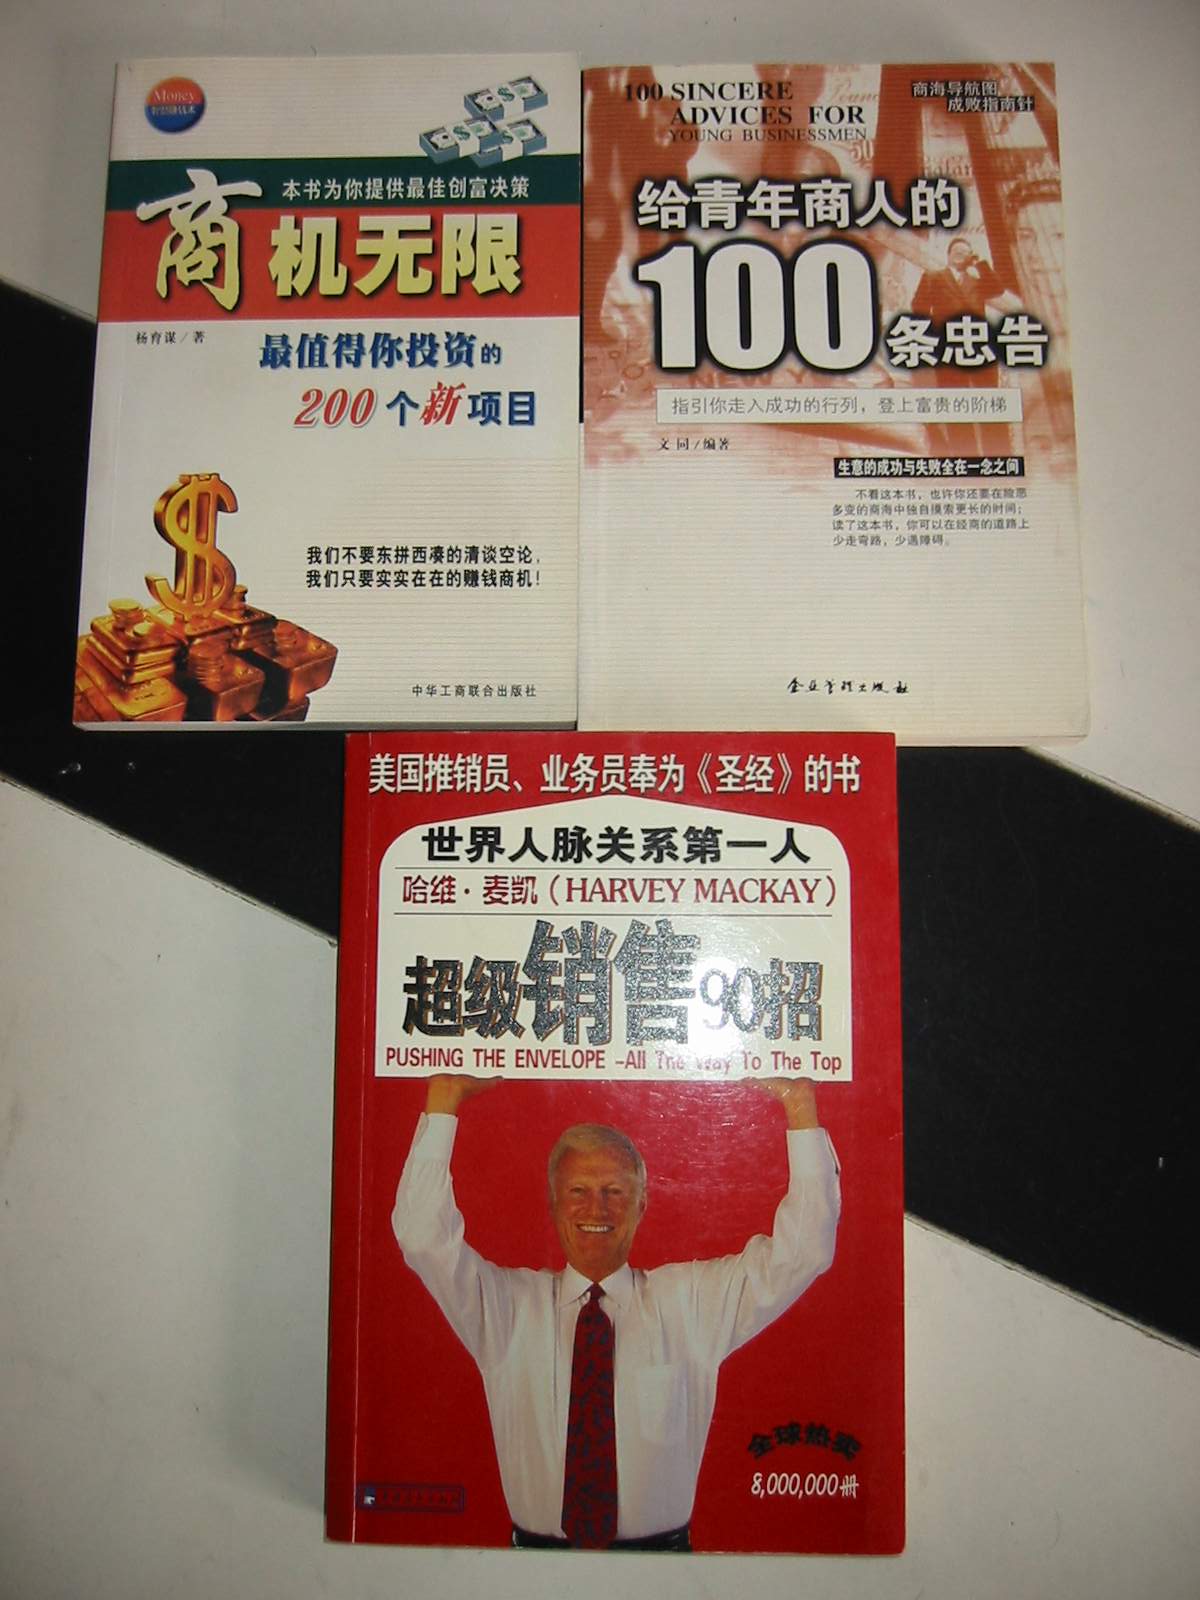 Money
本书为你提供最佳创富决策
商机无限
杨育谋/著
最值得你投资的
200个新项目
我们不要东拼西凑的清谈空论,
我们只要实实在在的赚钱商机!
中华工商联合出版社
100 SINCERE
ADVICES FOR
YOUNG BUSINESSMEN
商海导航图
成败指南针
给青年商人的
100条忠告
指引你走入成功的行列，登上富贵的阶梯
文同/编著
生意的成功与失败全在一念之间
不看这本书，也许你还要在险恶
多变的商海中独自摸索更长的时间；
读了这本书，你可以在经商的道路上
少走弯路，少遇障碍。
企业管理出版社
美国推销员、业务员奉为《圣经》的书
世界人脉关系第一人
哈维·麦凯（HARVEY MACKAY）
超级销售90招
PUSHING THE ENVELOPE -All The Way To The Top
全球热卖
8,000,000册